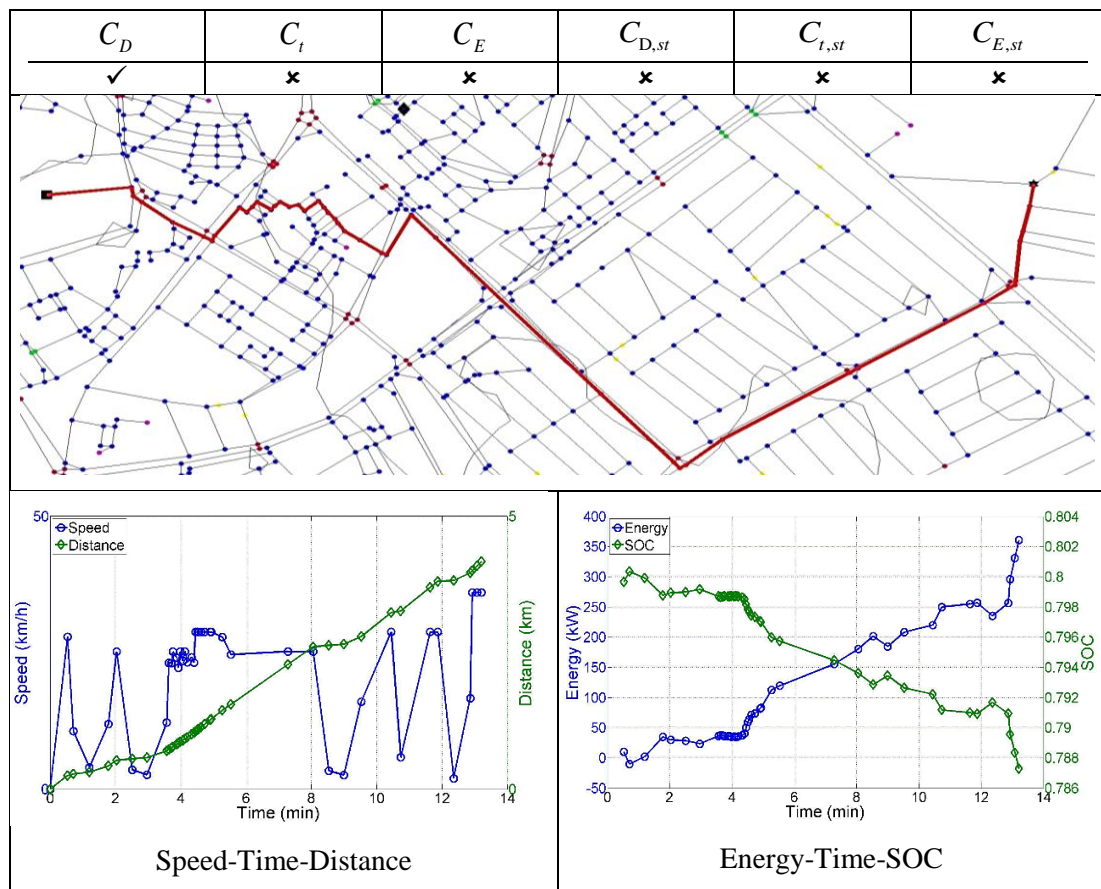 C_D C_t C_E C_{D,st} C_{t,st} C_{E,st}
✓ ✘ ✘ ✘ ✘ ✘
Speed
Distance
50
0
Speed (km/h)
5
0
Distance (km)
0 2 4 6 8 10 12 14
Time (min)
Speed-Time-Distance
Energy
SOC
400
350
300
250
200
150
100
50
0
-50
Energy (kW)
0.804
0.802
0.8
0.798
0.796
0.794
0.792
0.79
0.788
0.786
SOC
0 2 4 6 8 10 12 14
Time (min)
Energy-Time-SOC